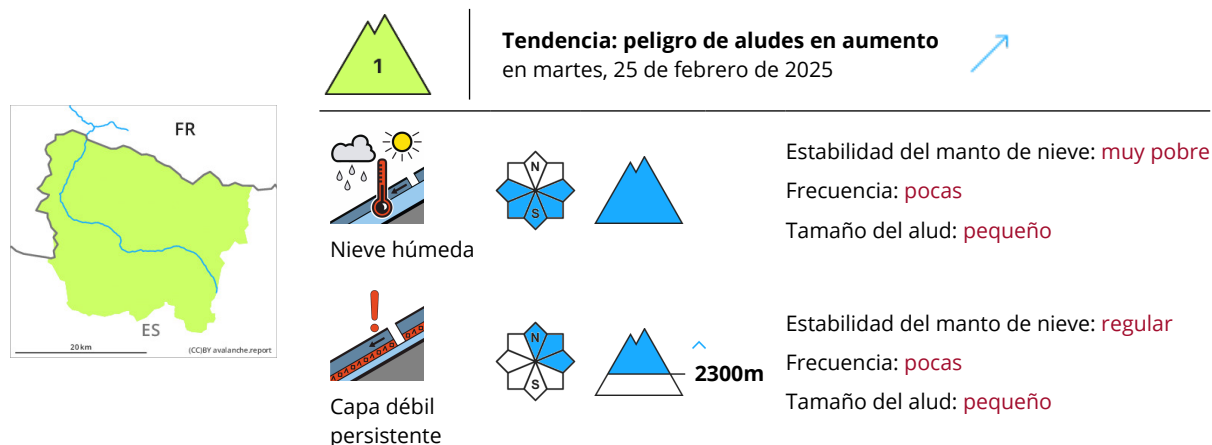 1
Tendencia: peligro de aludes en aumento
en martes, 25 de febrero de 2025
FR
ES
20 km
(CC)BY avalanche.report
N
S
Nieve húmeda
Estabilidad del manto de nieve: muy pobre
Frecuencia: pocas
Tamaño del alud: pequeño
N
S
2300m
Capa débil
persistente
Estabilidad del manto de nieve: regular
Frecuencia: pocas
Tamaño del alud: pequeño